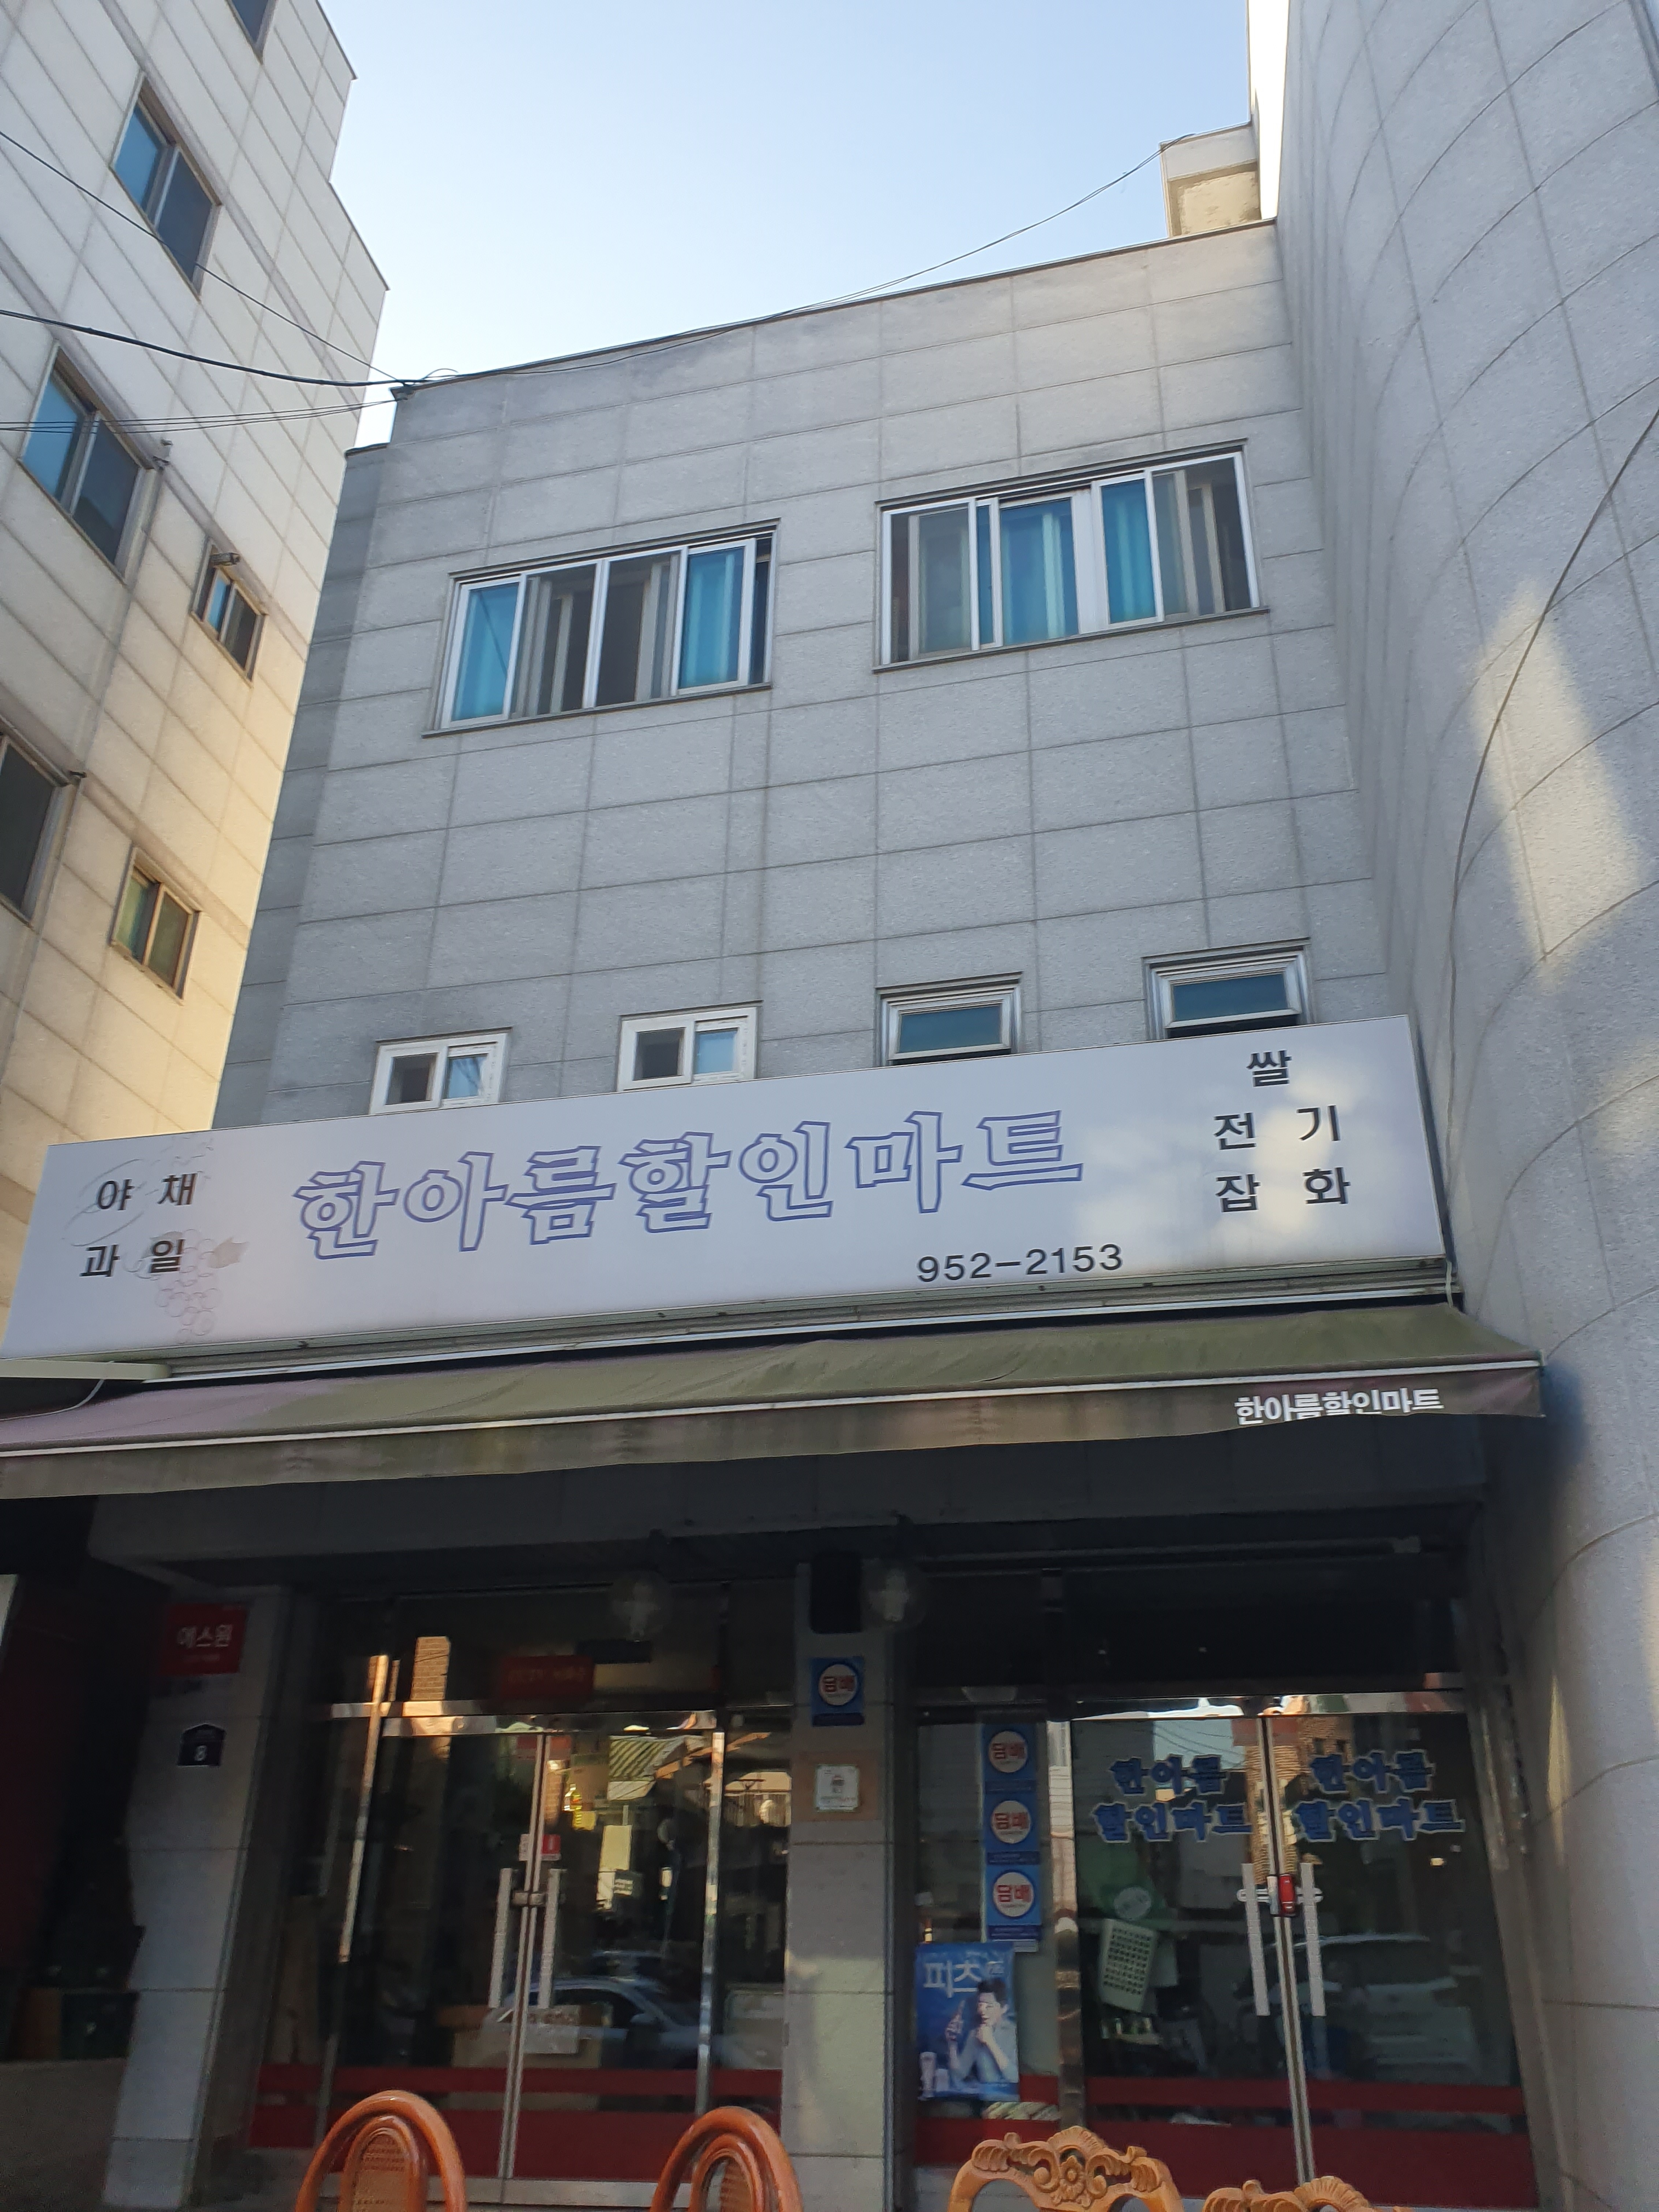 야채
과일
한아름할인마트
952-2153
쌀
전기
잡화
한아름할인마트
에스원
8
담배
담배
담배
담배
한아름
할인마트
한아름
할인마트
피츠